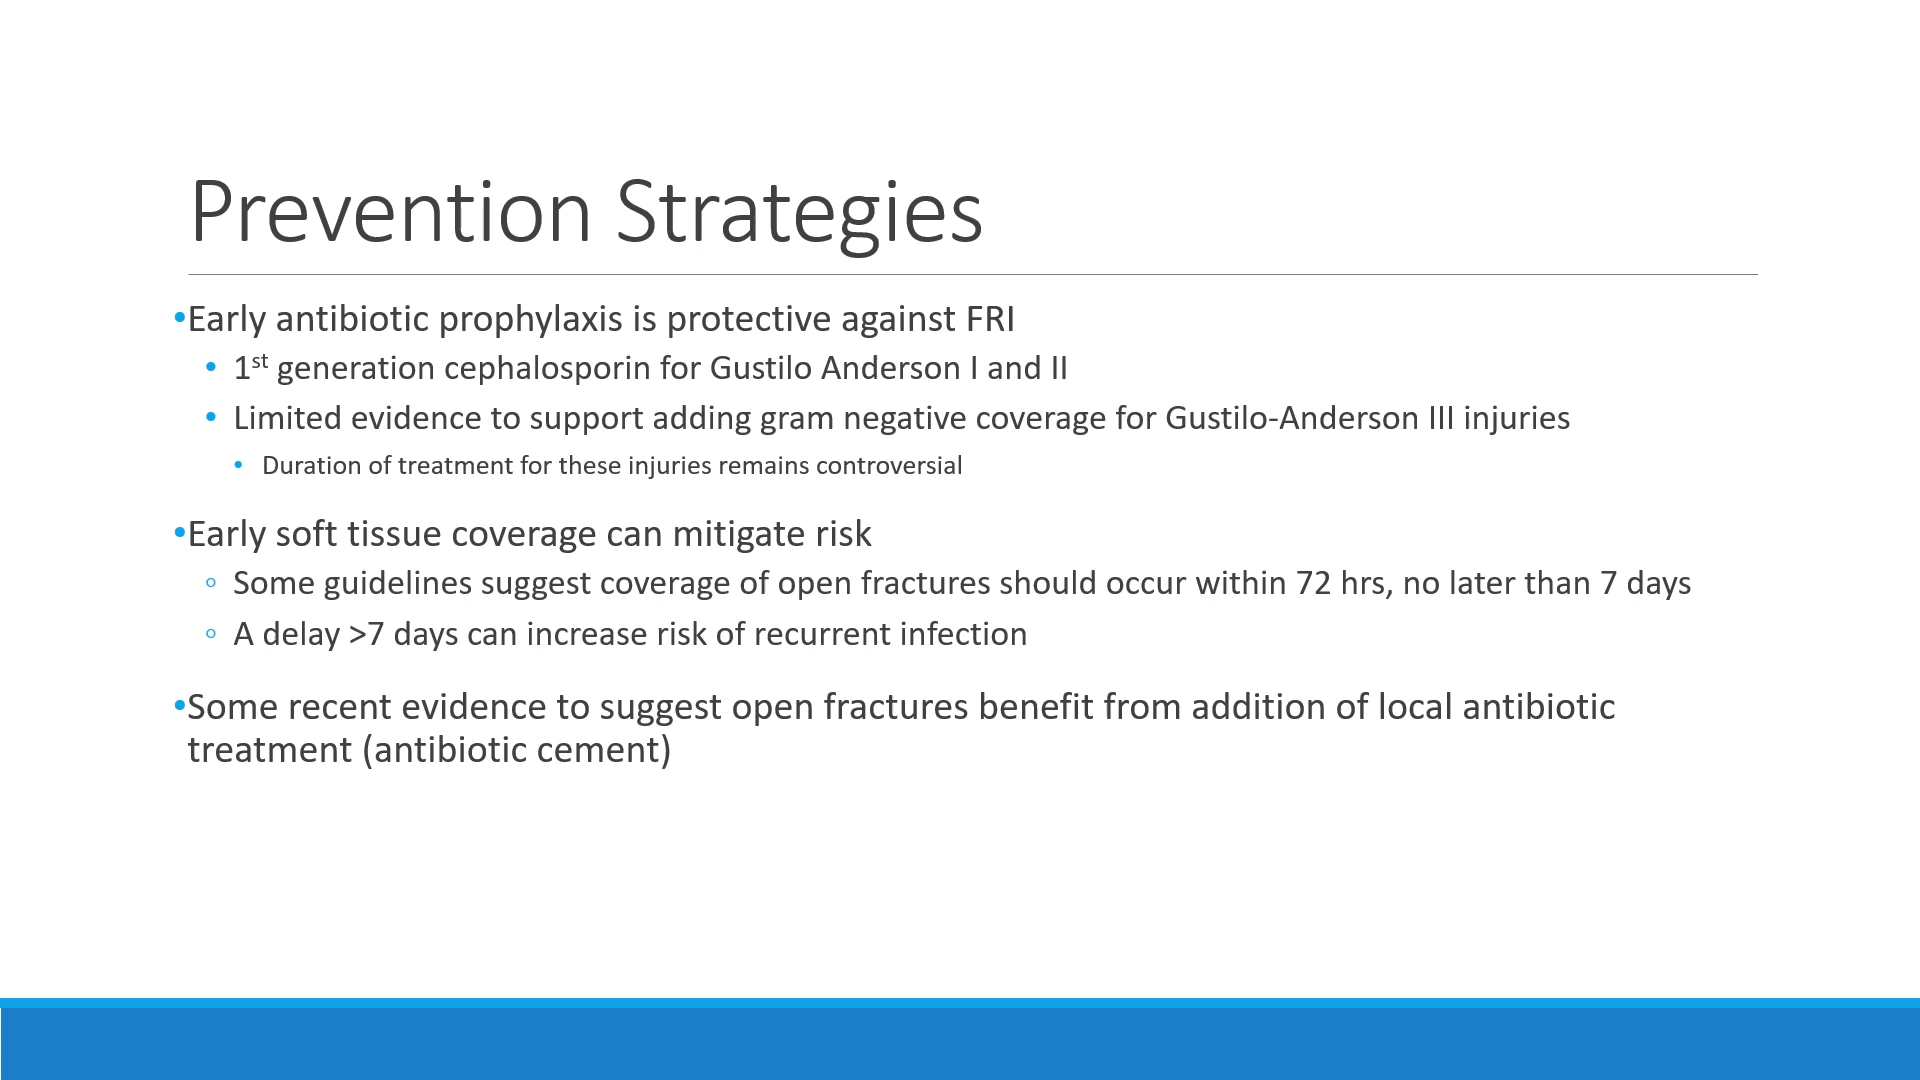 Prevention Strategies
•Early antibiotic prophylaxis is protective against FRI
• 1st generation cephalosporin for Gustilo Anderson I and II
• Limited evidence to support adding gram negative coverage for Gustilo-Anderson III injuries
• Duration of treatment for these injuries remains controversial
•Early soft tissue coverage can mitigate risk
◦ Some guidelines suggest coverage of open fractures should occur within 72 hrs, no later than 7 days
◦ A delay >7 days can increase risk of recurrent infection
•Some recent evidence to suggest open fractures benefit from addition of local antibiotic
treatment (antibiotic cement)